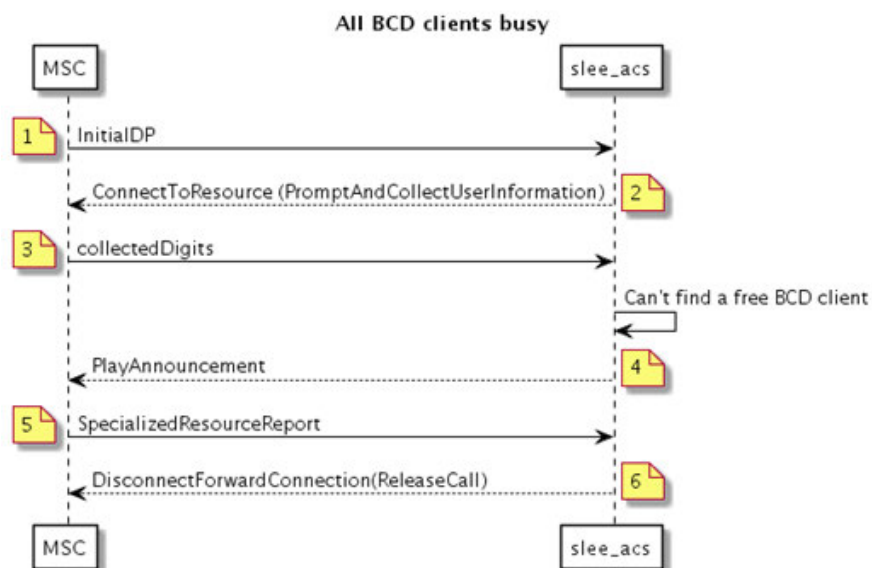 All BCD clients busy
MSC
slee_acs
1
InitialDP
ConnectToResource (PromptAndCollectUserInformation)
2
3
collectedDigits
Can't find a free BCD client
PlayAnnouncement
4
5
SpecializedResourceReport
DisconnectForwardConnection(ReleaseCall)
6
MSC
slee_acs